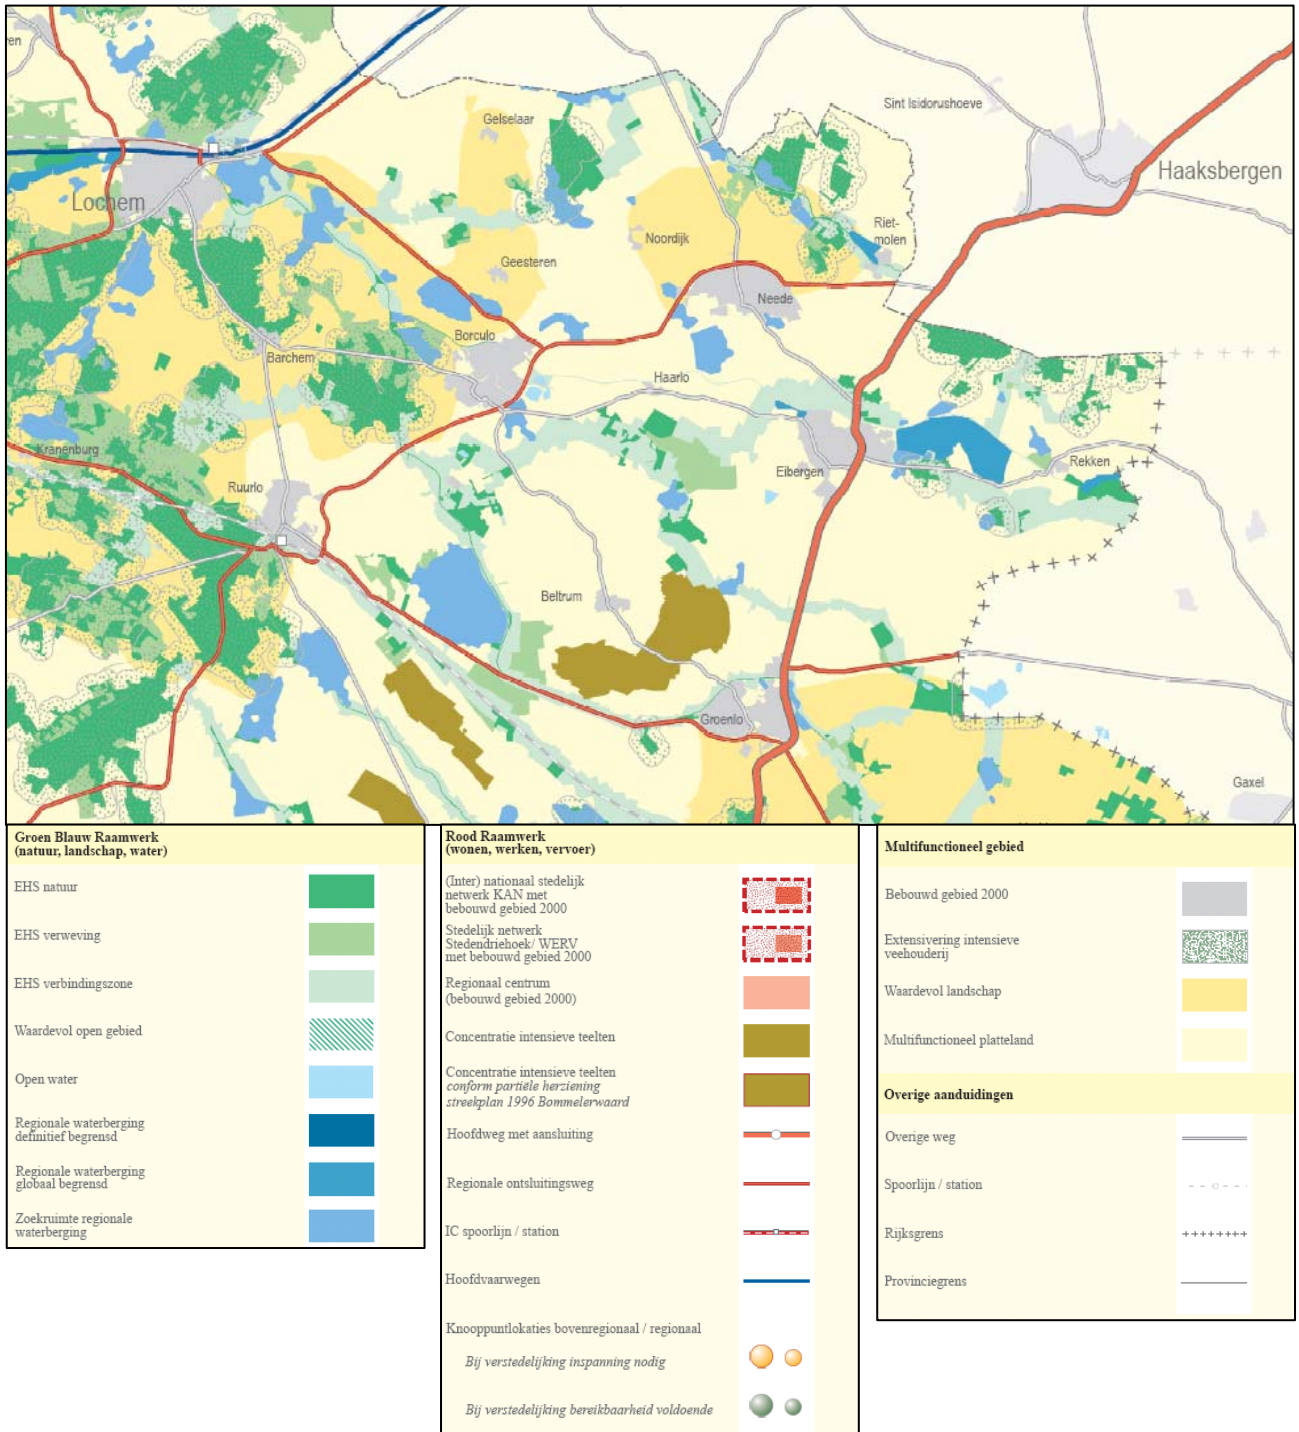 ren
Gelselaar
Sint Isidorushoeve
Haaksbergen
Lochem
Noordijk
Riet-
molen
Geesteren
Neede
Borculo
Barchem
Haarlo
Kranenburg
Eibergen
Rekken
Ruurlo
Beltrum
Groenlo
Gaxel
Groen Blauw Raamwerk
(natuur, landschap, water)
EHS natuur
EHS verweving
EHS verbindingszone
Waardevol open gebied
Open water
Regionale waterberging
definitief begrensd
Regionale waterberging
globaal begrensd
Zoekruimte regionale
waterberging
Rood Raamwerk
(wonen, werken, vervoer)
(Inter) nationaal stedelijk
netwerk KAN met
bebouwd gebied 2000
Stedelijk netwerk
Stedendriehoek/ WERV
met bebouwd gebied 2000
Regionaal centrum
(bebouwd gebied 2000)
Concentratie intensieve teelten
Concentratie intensieve teelten
conform partiële herziening
streekplan 1996 Bommelerwaard
Hoofdweg met aansluiting
Regionale ontsluitingsweg
IC spoorlijn / station
Hoofdvaarwegen
Knooppuntlokaties bovenregionaal / regionaal
Bij verstedelijking inspanning nodig
Bij verstedelijking bereikbaarheid voldoende
Multifunctioneel gebied
Bebouwd gebied 2000
Extensivering intensieve
veehouderij
Waardevol landschap
Multifunctioneel platteland
Overige aanduidingen
Overige weg
Spoorlijn / station
Rijksgrens
Provinciegrens